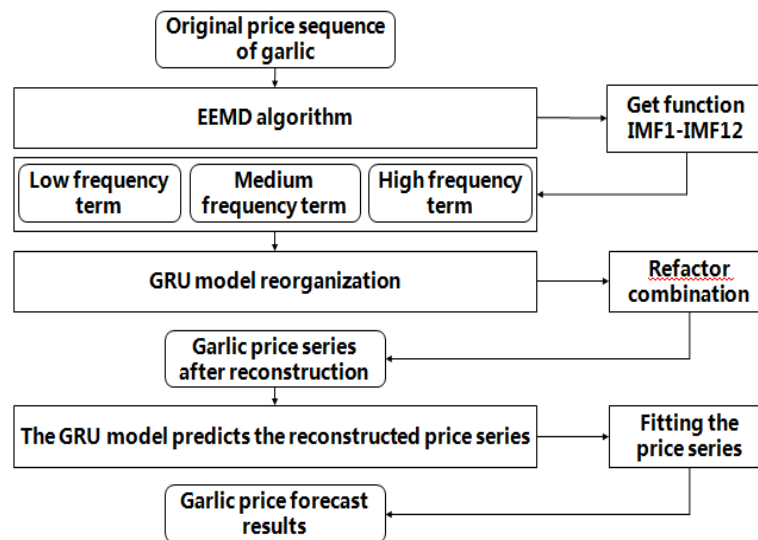 Original price sequence
of garlic
EEMD algorithm
Get function
IMF1-IMF12
Low frequency
term
Medium
frequency term
High frequency
term
GRU model reorganization
Refactor
combination
Garlic price series
after reconstruction
The GRU model predicts the reconstructed price series
Fitting the
price series
Garlic price forecast
results